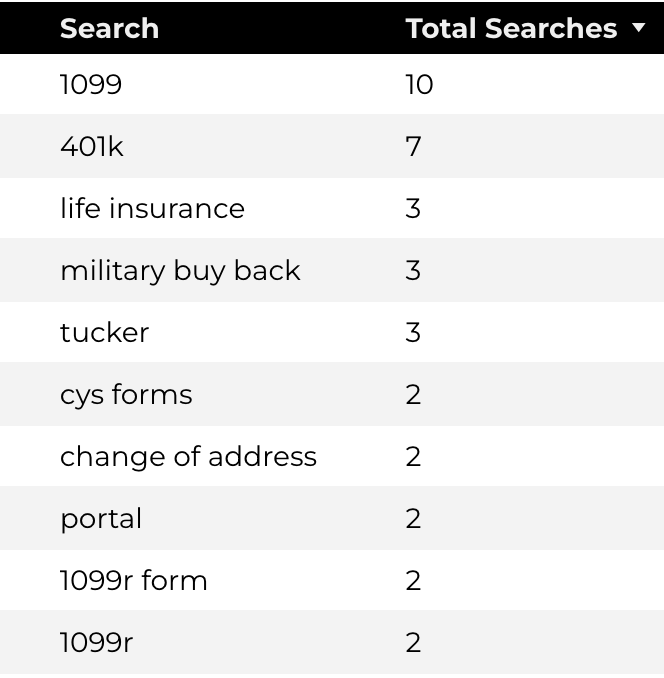 Search Total Searches
1099 10
401k 7
life insurance 3
military buy back 3
tucker 3
cys forms 2
change of address 2
portal 2
1099r form 2
1099r 2